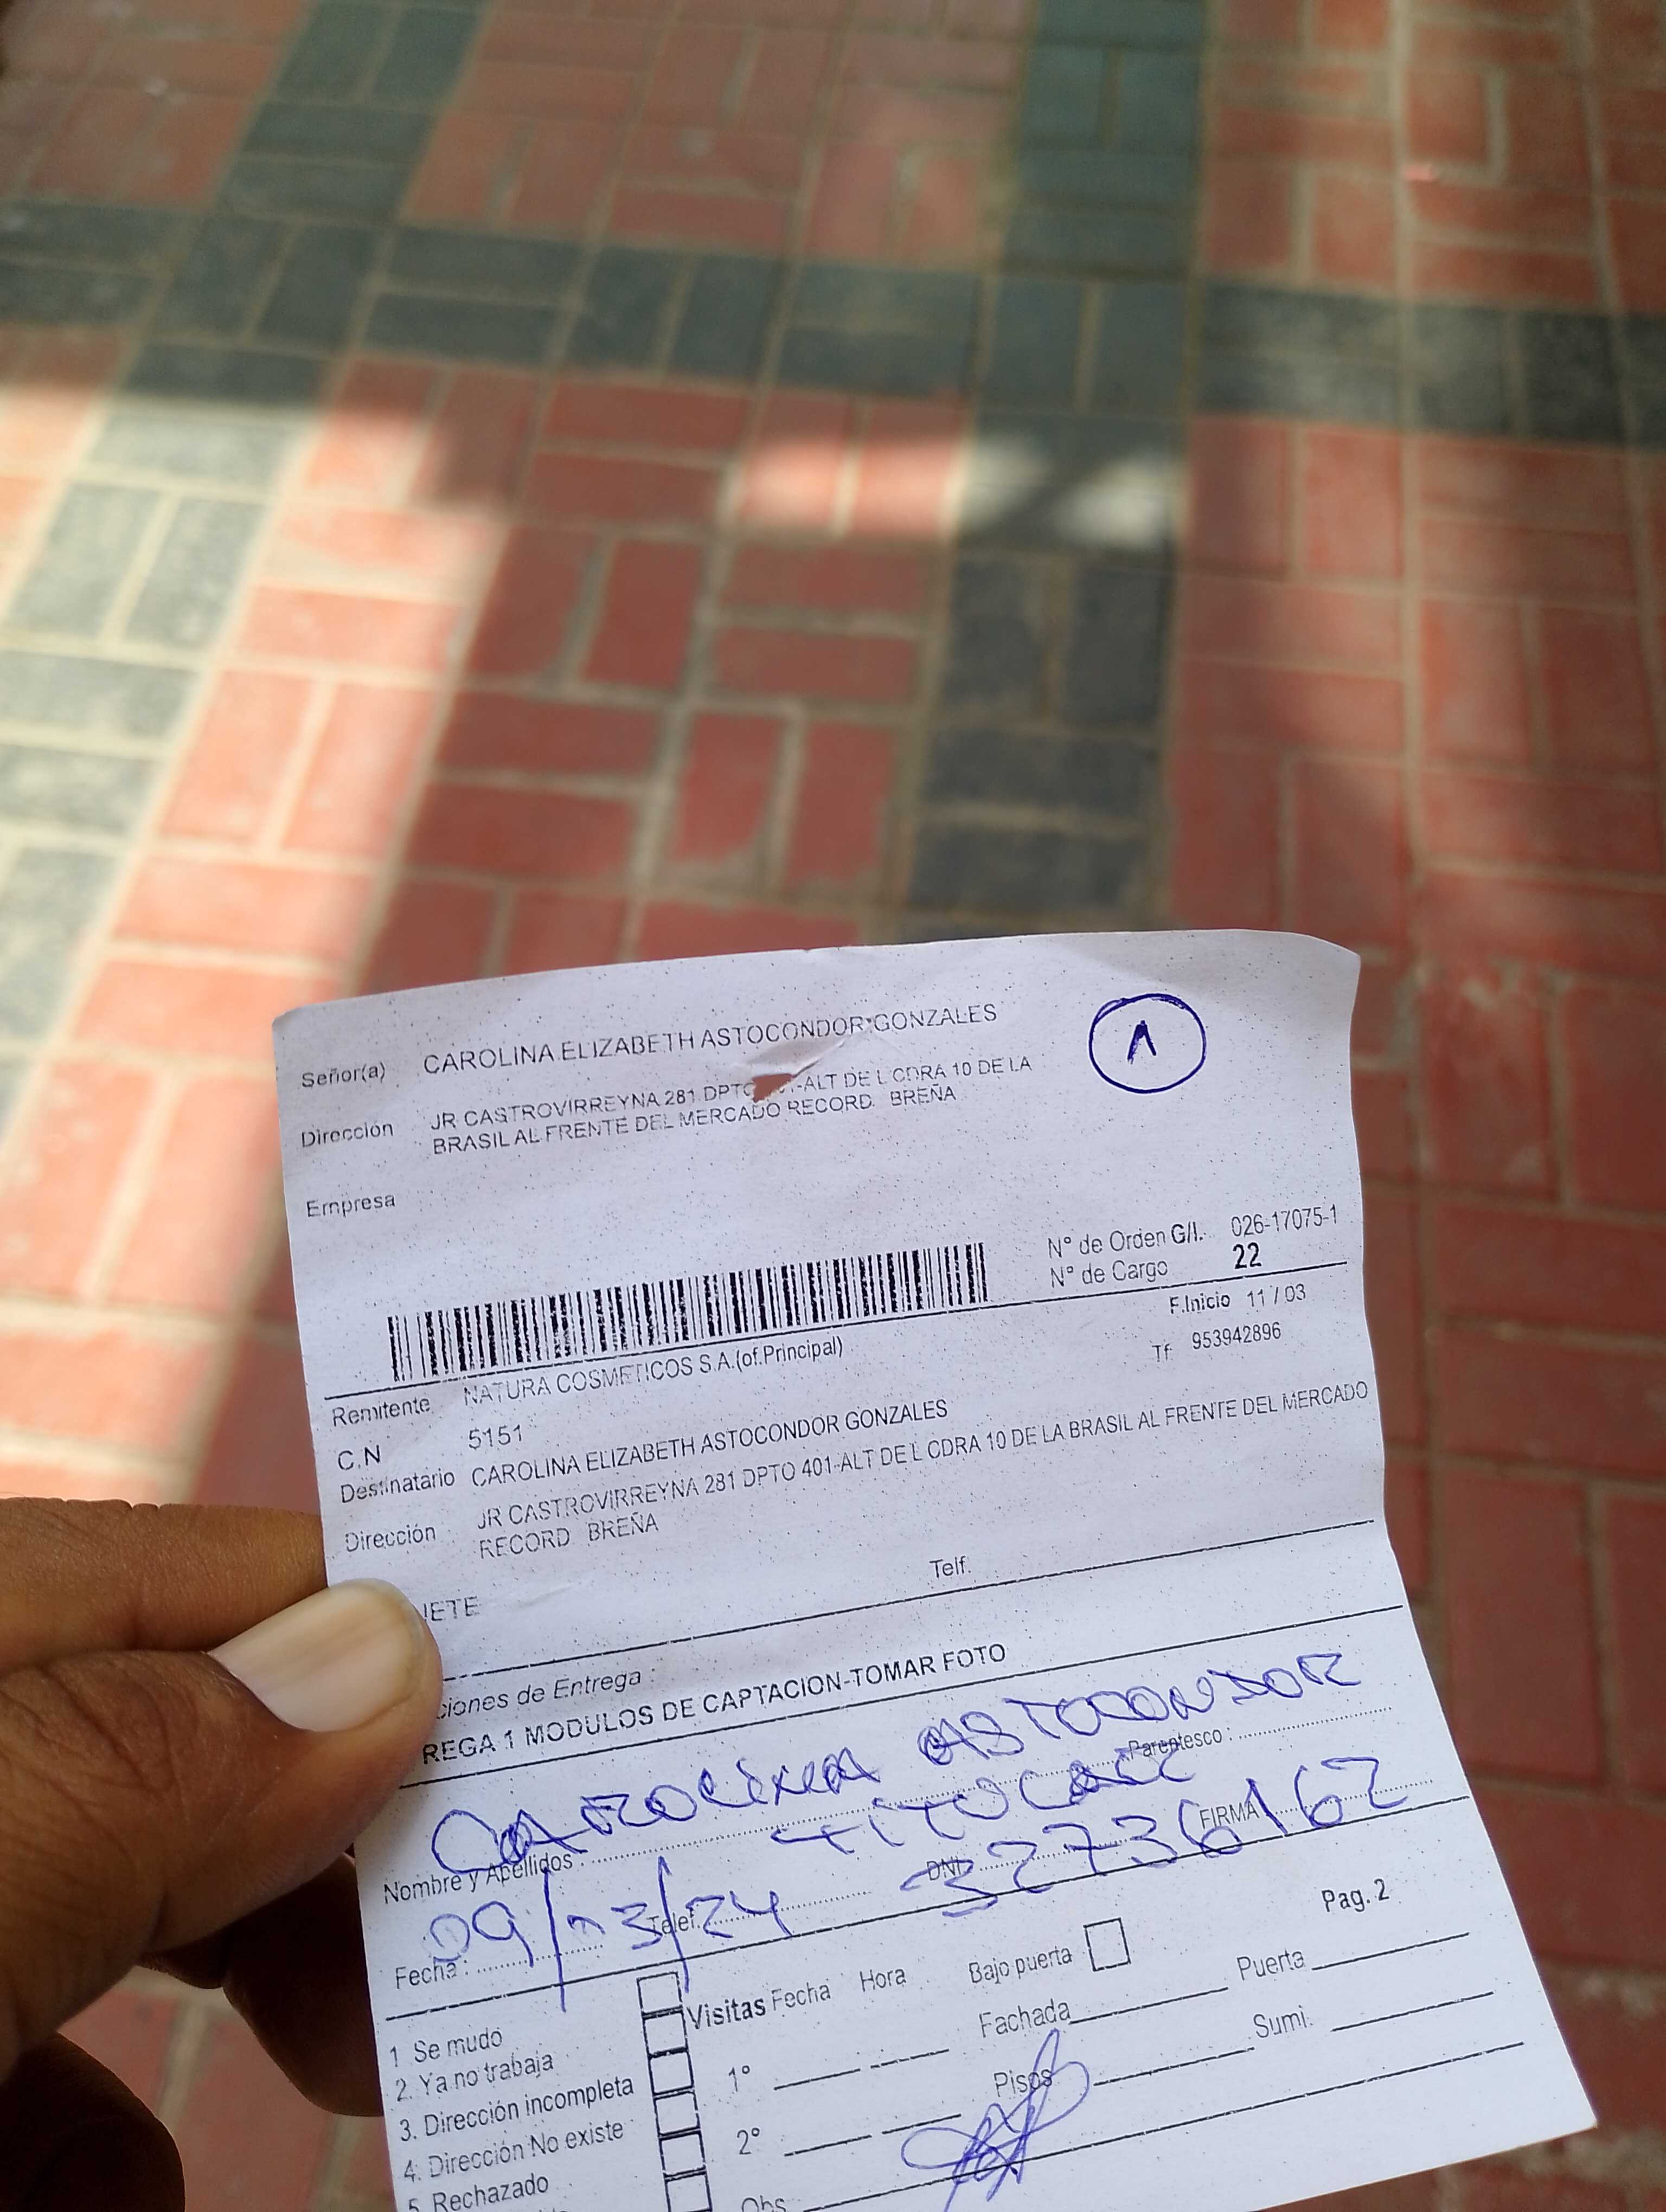 Señor(a) CAROLINA ELIZABETH ASTOCONDOR GONZALES
Dirección JR CASTROVIRREYNA 281 DPTO -ALT DE L CDRA 10 DE LA
BRASIL AL FRENTE DEL MERCADO RECORD. BREÑA
1
Empresa
N° de Orden G/I. 026-17075-1
N° de Cargo 22
F.Inicio 11 / 03
Remitente NATURA COSMETICOS S.A.(of.Principal)
Tf: 953942896
C.N 5151
Destinatario CAROLINA ELIZABETH ASTOCONDOR GONZALES
Dirección JR CASTROVIRREYNA 281 DPTO 401-ALT DE L CDRA 10 DE LA BRASIL AL FRENTE DEL MERCADO
RECORD BREÑA
Telf.
ciones de Entrega :
REGA 1 MODULOS DE CAPTACION-TOMAR FOTO
CAROLINA ASTOCONDOR
Nombre y Apellidos : TITULAR Parentesco :
Fecha : 09/03/24 Telef. DNI 32736162 FIRMA
Pag. 2
Visitas Fecha Hora Bajo puerta
1 Se mudó
2. Ya no trabaja
3. Dirección incompleta
4. Dirección No existe
5 Rechazado
1°
2°
Obs
Fachada Puerta
Pisos Sumi.